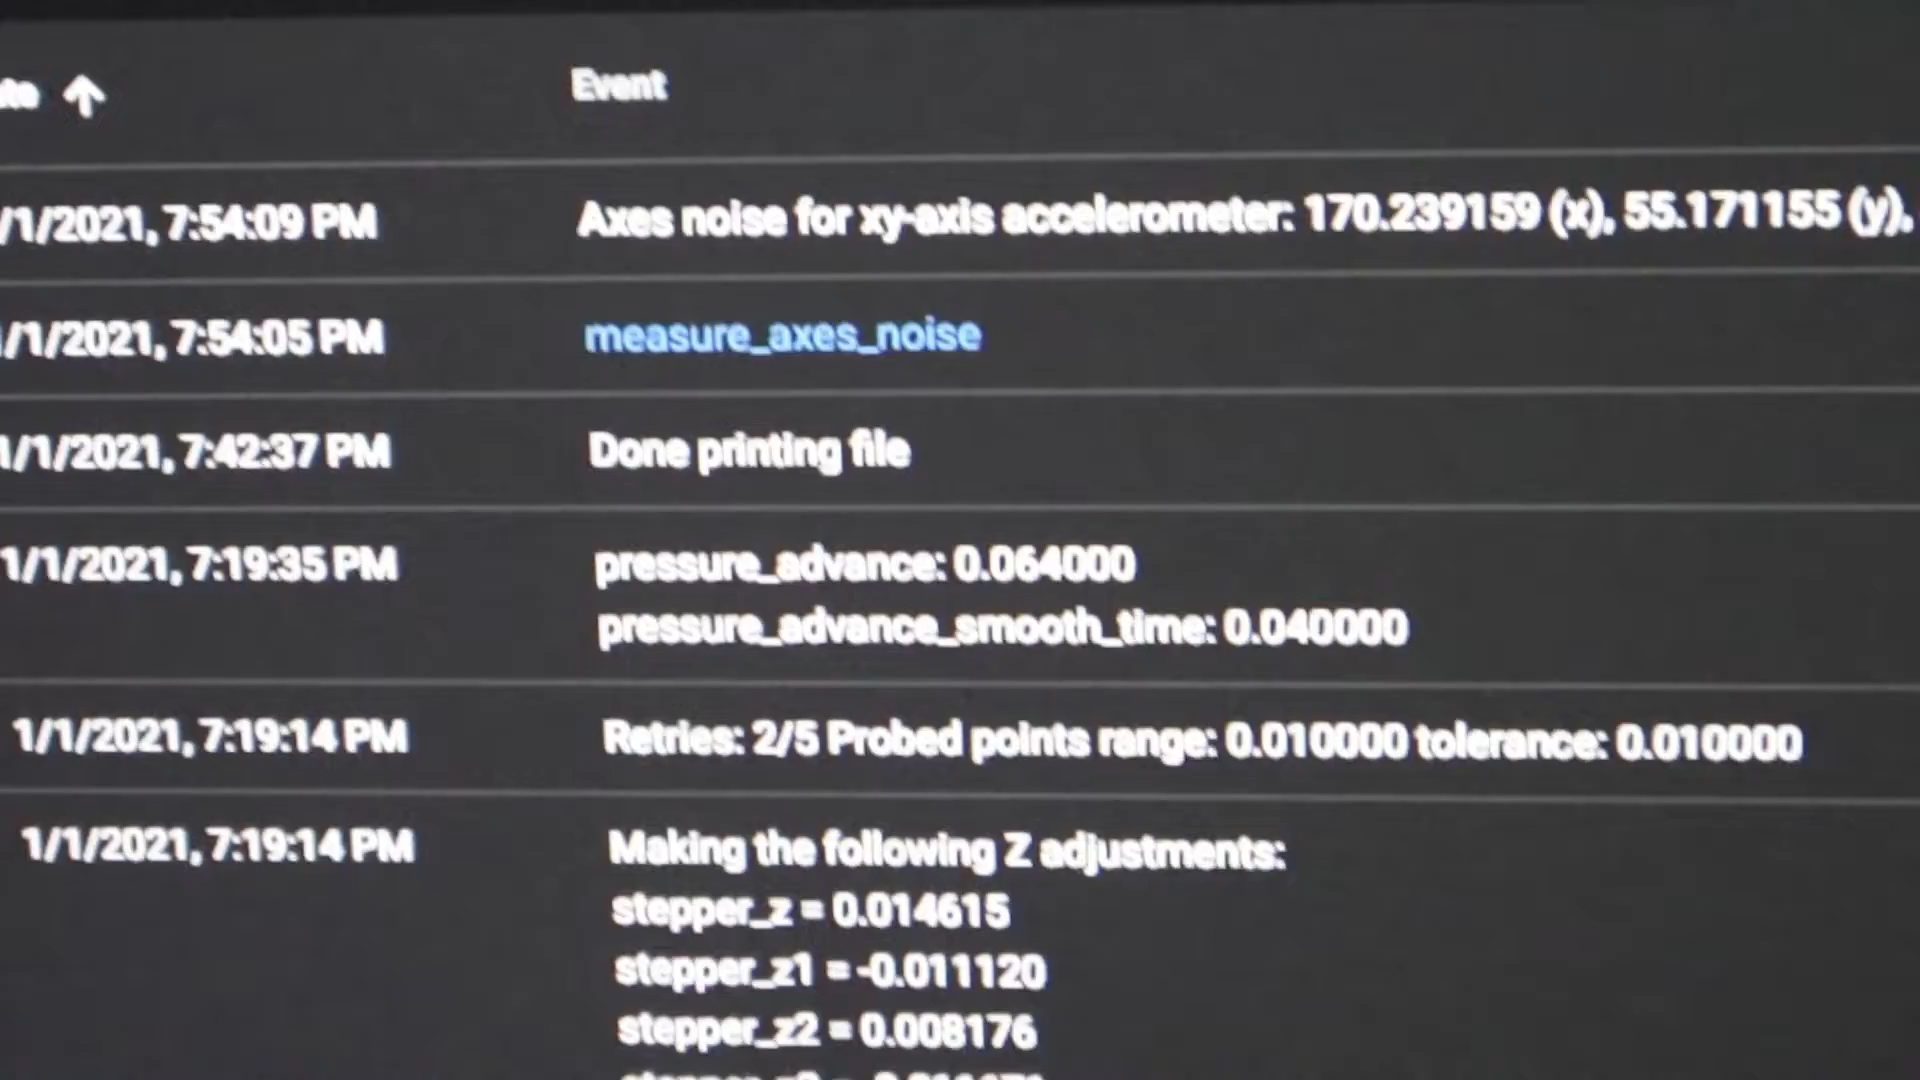 Event
/1/2021, 7:54:09 PM Axes noise for xy-axis accelerometer: 170.239159 (x), 55.171155 (y),
/1/2021, 7:54:05 PM measure_axes_noise
1/1/2021, 7:42:37 PM Done printing file
1/1/2021, 7:19:35 PM pressure_advance: 0.064000
pressure_advance_smooth_time: 0.040000
1/1/2021, 7:19:14 PM Retries: 2/5 Probed points range: 0.010000 tolerance: 0.010000
1/1/2021, 7:19:14 PM Making the following Z adjustments:
stepper_z = 0.014615
stepper_z1 = -0.011120
stepper_z2 = 0.008176